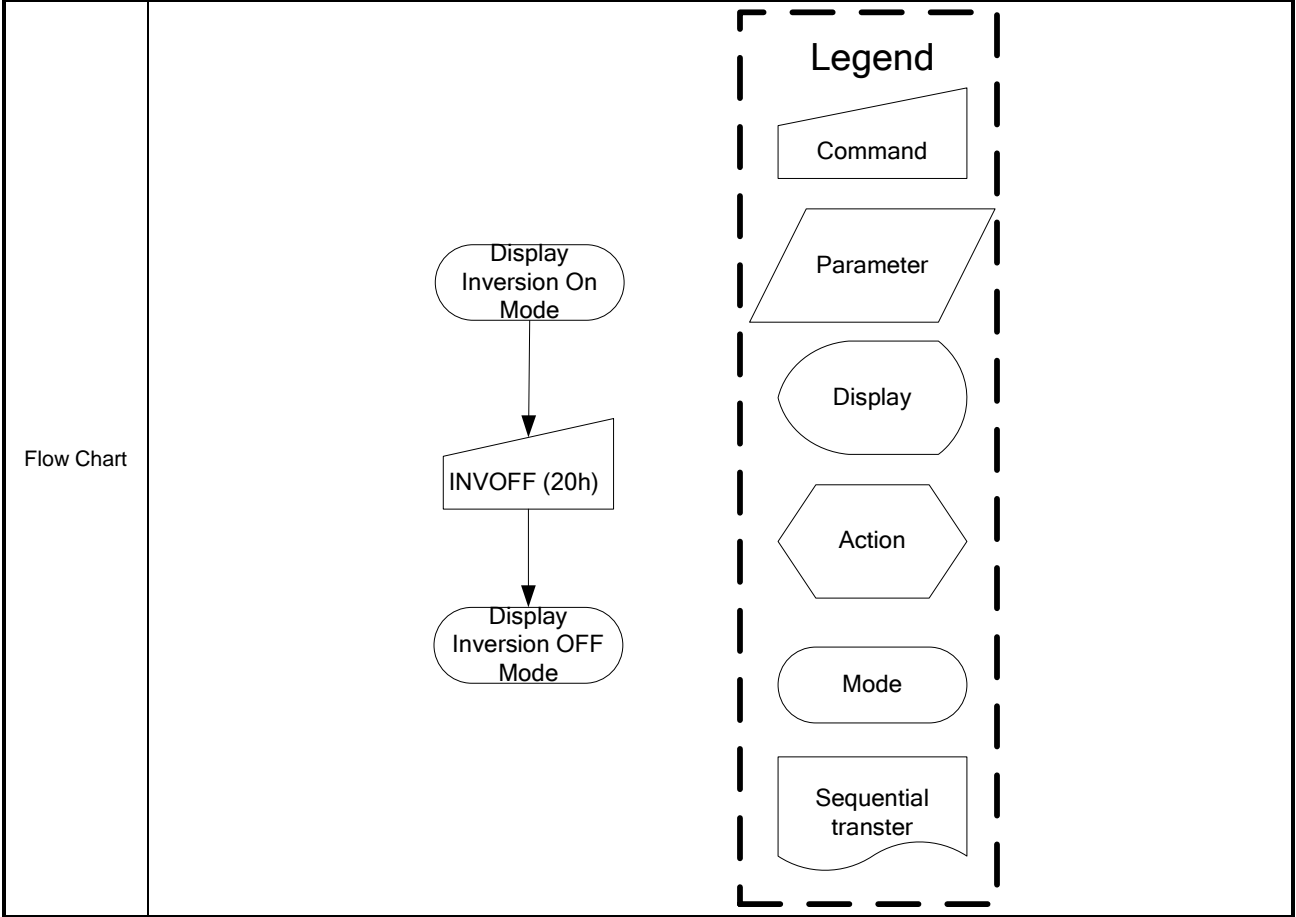 Flow Chart
Display
Inversion On
Mode
INVOFF (20h)
Display
Inversion OFF
Mode
Legend
Command
Parameter
Display
Action
Mode
Sequential
transter